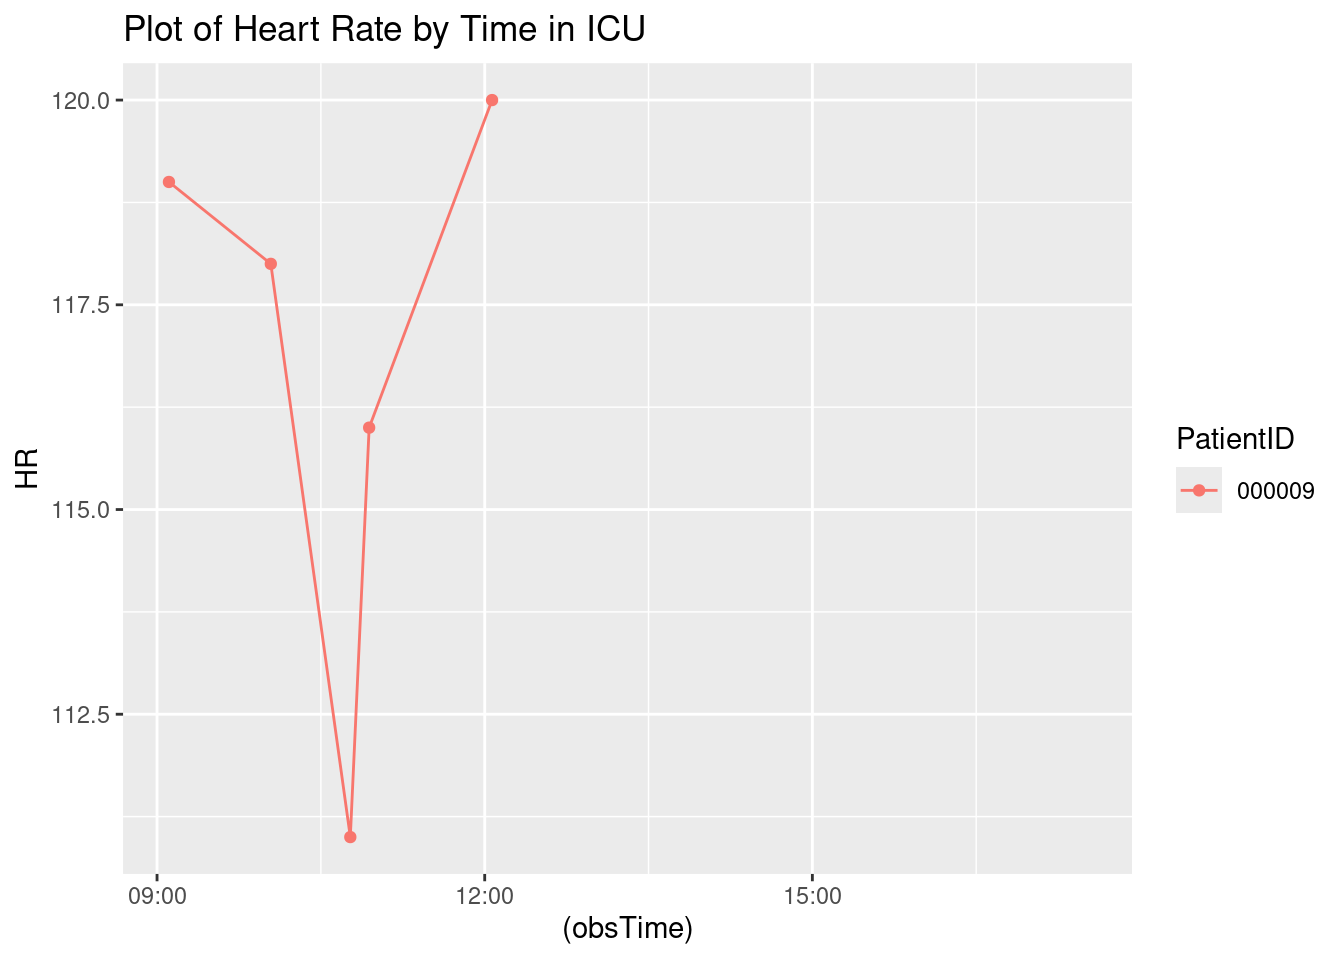 Plot of Heart Rate by Time in ICU
120.0
117.5
115.0
112.5
HR
09:00
12:00
15:00
(obsTime)
PatientID
000009